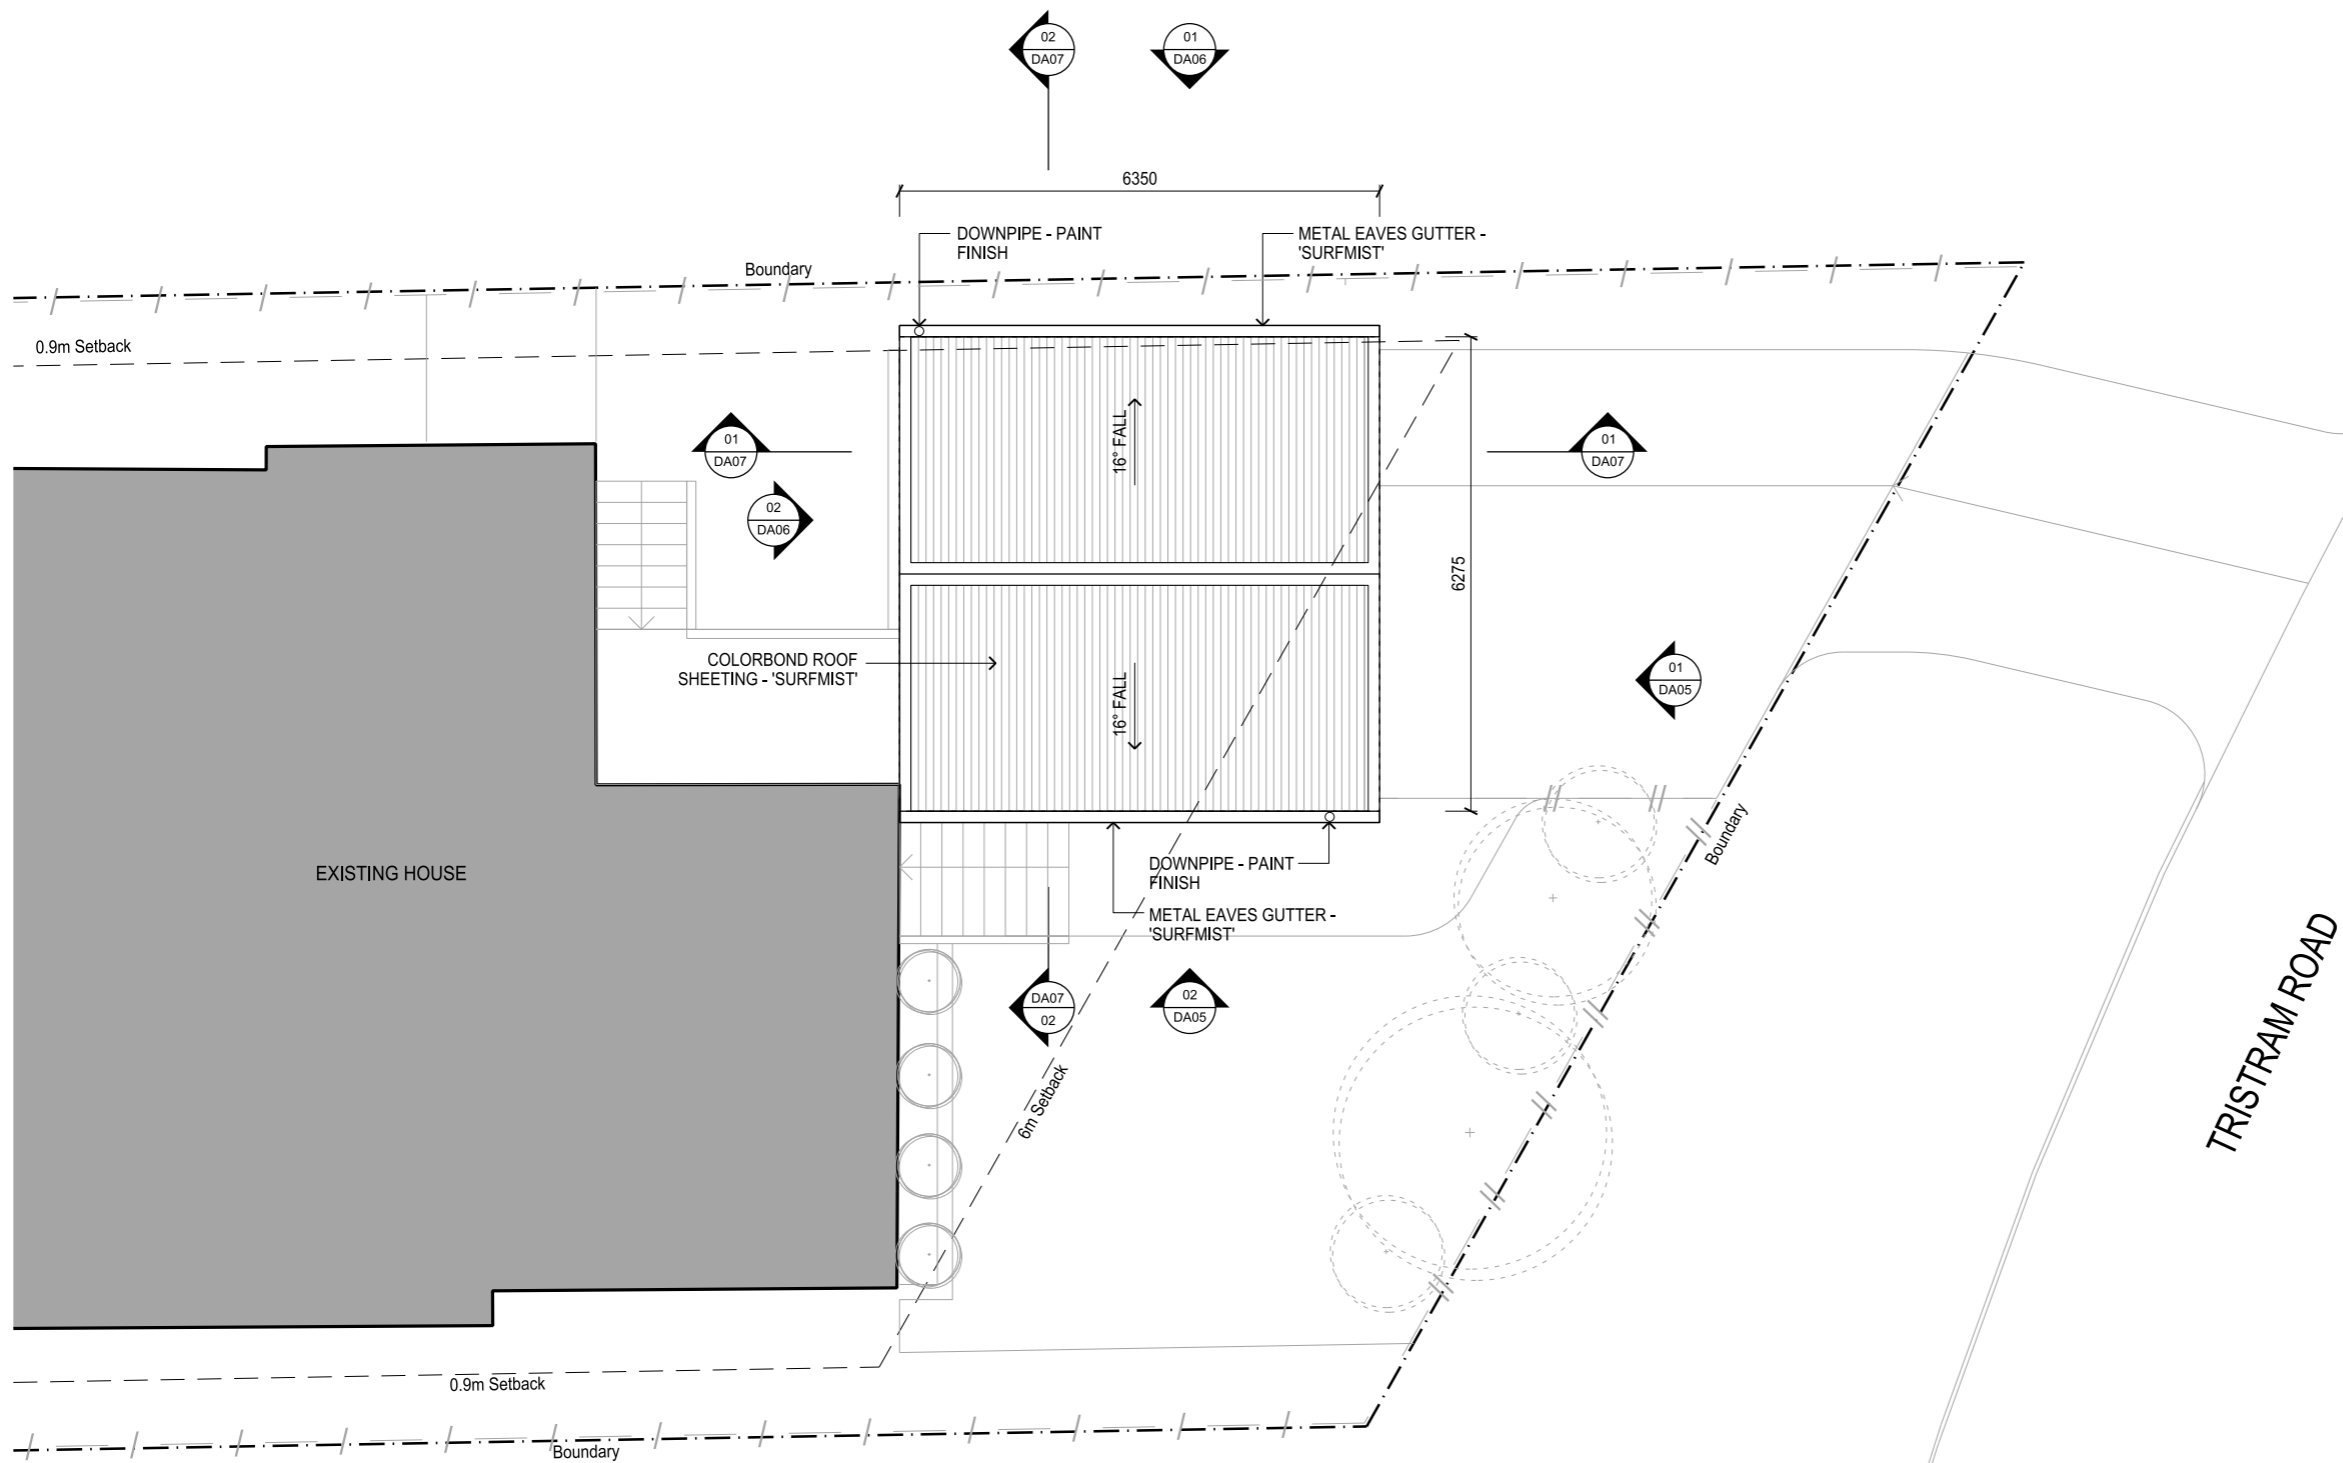 02
DA07
01
DA06
6350
DOWNPIPE - PAINT
FINISH
METAL EAVES GUTTER -
'SURFMIST'
Boundary
0.9m Setback
16° FALL
01
DA07
01
DA07
02
DA06
6275
COLORBOND ROOF
SHEETING - 'SURFMIST'
16° FALL
01
DA05
Boundary
EXISTING HOUSE
DOWNPIPE - PAINT
FINISH
METAL EAVES GUTTER -
'SURFMIST'
DA07
02
02
DA05
6m Setback
TRISTRAM ROAD
0.9m Setback
Boundary